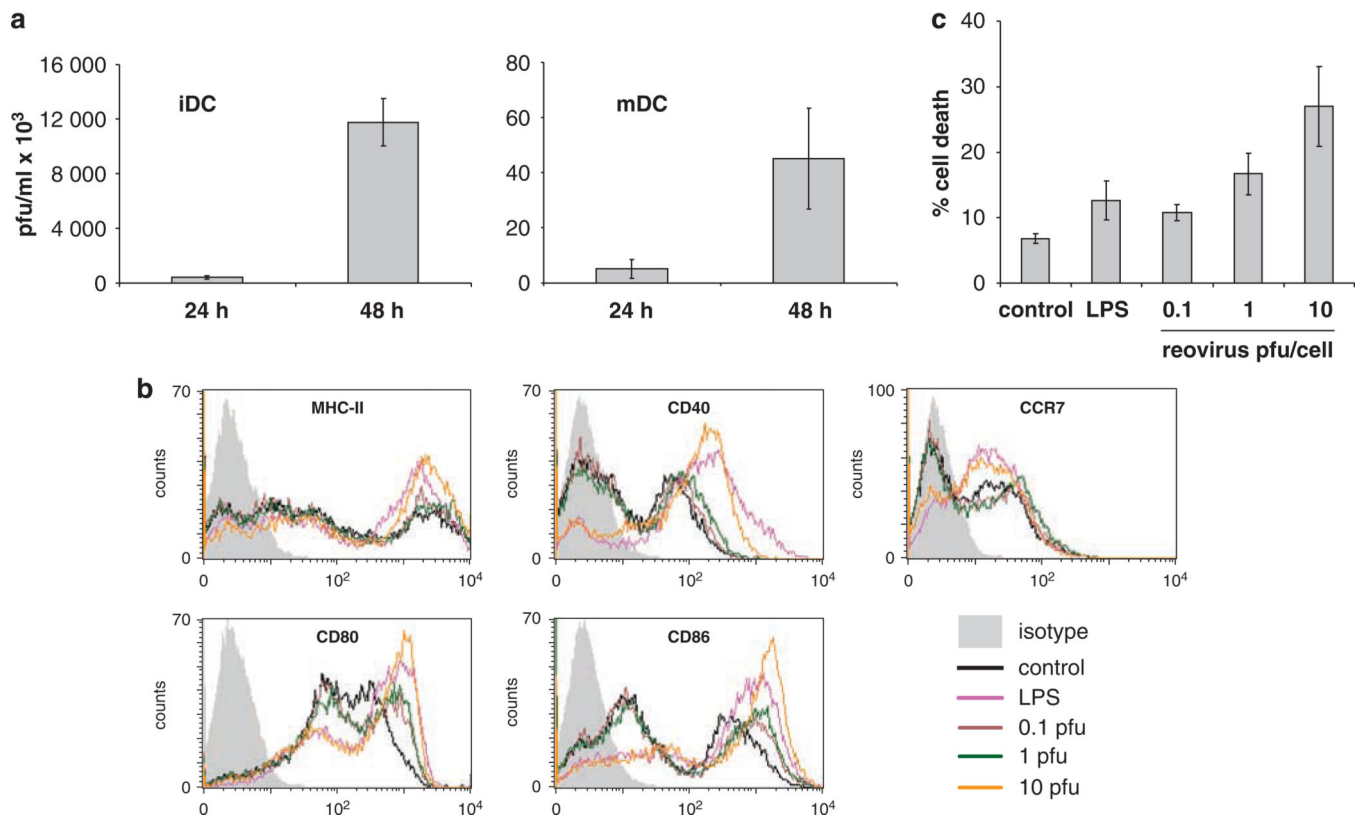 a
16 000
12 000
8 000
4 000
0
pfu/ml x 10³
iDC
24 h
48 h
80
60
40
20
0
mDC
24 h
48 h
c
40
30
20
10
0
% cell death
control LPS 0.1 1 10
reovirus pfu/cell
b
70
0
counts
MHC-II
0 10² 10⁴
70
0
counts
CD40
0 10² 10⁴
100
0
counts
CCR7
0 10² 10⁴
70
0
counts
CD80
0 10² 10⁴
70
0
counts
CD86
0 10² 10⁴
isotype
control
LPS
0.1 pfu
1 pfu
10 pfu